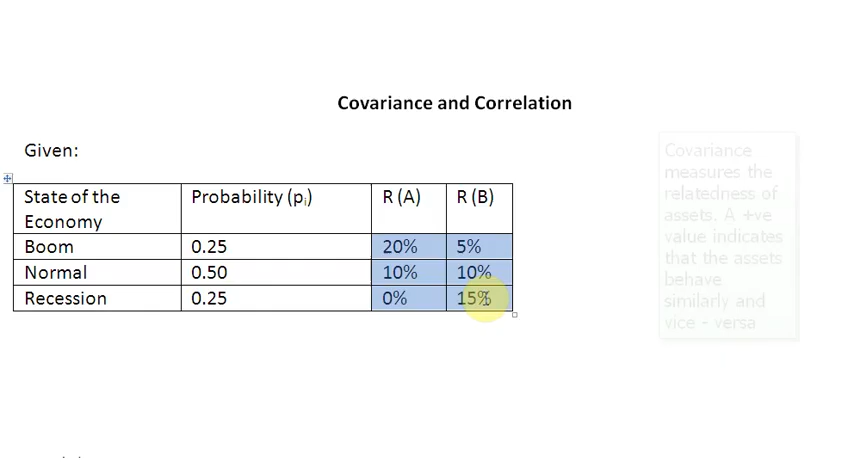 Covariance and Correlation
Given:
State of the Economy Probability (pi) R (A) R (B)
Boom 0.25 20% 5%
Normal 0.50 10% 10%
Recession 0.25 0% 15%
Covariance
measures the
relatedness of
assets. A +ve
value indicates
that the assets
behave
similarly and
vice - versa